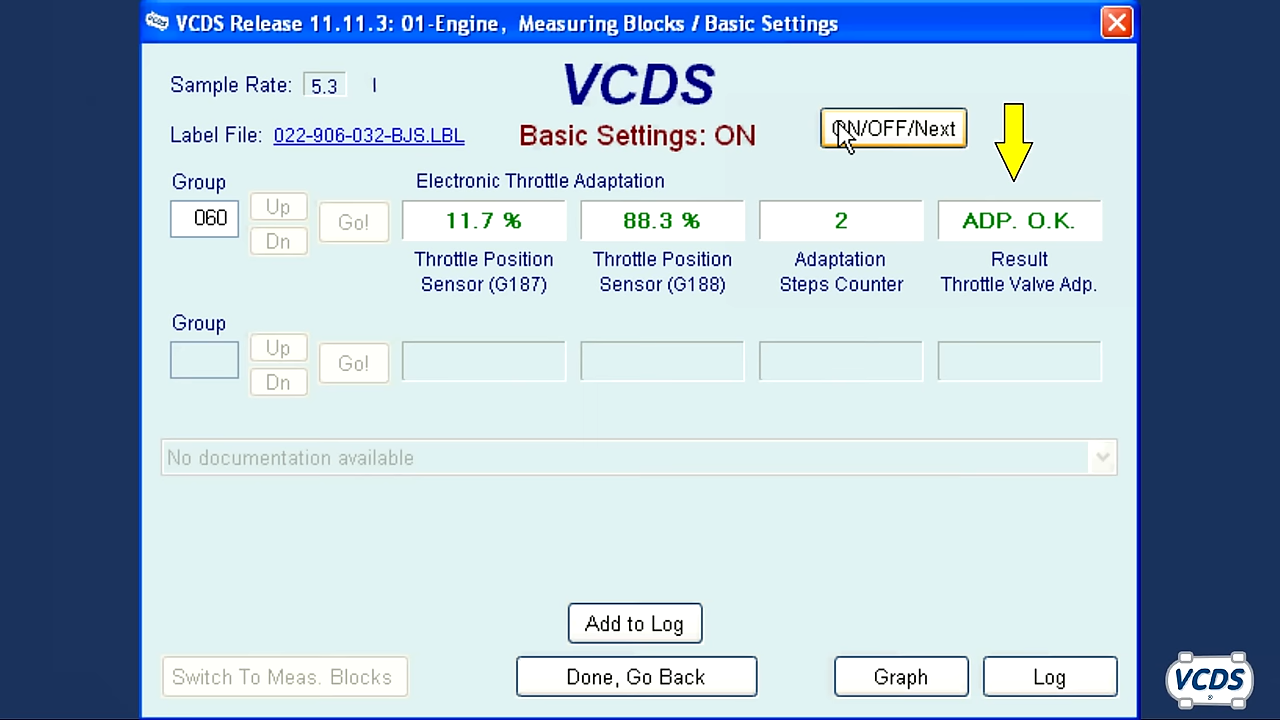 VCDS Release 11.11.3: 01-Engine, Measuring Blocks / Basic Settings
Sample Rate: 5.3 I
VCDS
Label File: 022-906-032-BJS.LBL
Basic Settings: ON
ON/OFF/Next
Group
Electronic Throttle Adaptation
060
Up
Dn
Go!
11.7 %
88.3 %
2
ADP. O.K.
Throttle Position
Sensor (G187)
Throttle Position
Sensor (G188)
Adaptation
Steps Counter
Result
Throttle Valve Adp.
Group
Up
Dn
Go!
No documentation available
Add to Log
Switch To Meas. Blocks
Done, Go Back
Graph
Log
VCDS
®